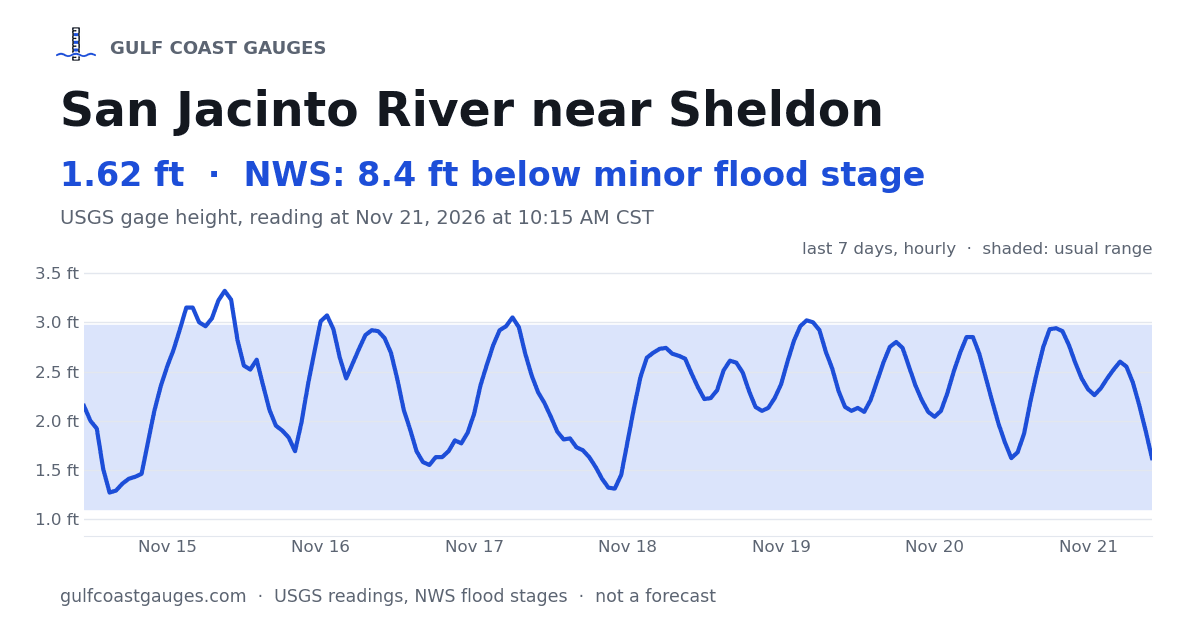 GULF COAST GAUGES
San Jacinto River near Sheldon
1.62 ft · NWS: 8.4 ft below minor flood stage
USGS gage height, reading at Nov 21, 2026 at 10:15 AM CST
last 7 days, hourly · shaded: usual range
3.5 ft
3.0 ft
2.5 ft
2.0 ft
1.5 ft
1.0 ft
Nov 15 Nov 16 Nov 17 Nov 18 Nov 19 Nov 20 Nov 21
gulfcoastgauges.com · USGS readings, NWS flood stages · not a forecast